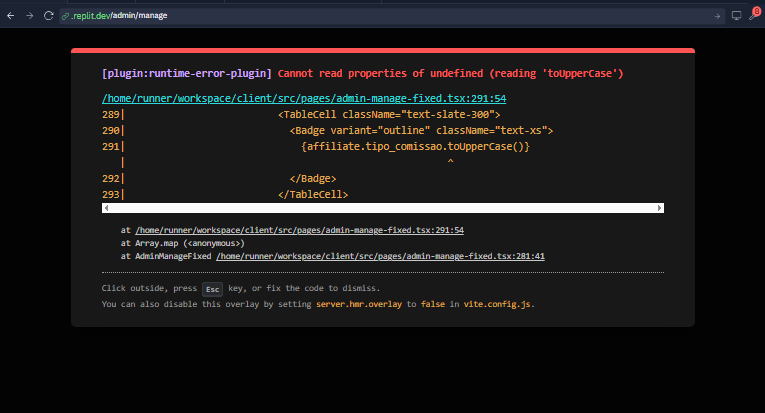 .replit.dev/admin/manage
8
[plugin:runtime-error-plugin] Cannot read properties of undefined (reading 'toUpperCase')
/home/runner/workspace/client/src/pages/admin-manage-fixed.tsx:291:54
289| <TableCell className="text-slate-300">
290| <Badge variant="outline" className="text-xs">
291| {affiliate.tipo_comissao.toUpperCase()}
| ^
292| </Badge>
293| </TableCell>
at /home/runner/workspace/client/src/pages/admin-manage-fixed.tsx:291:54
at Array.map (<anonymous>)
at AdminManageFixed /home/runner/workspace/client/src/pages/admin-manage-fixed.tsx:281:41
Click outside, press Esc key, or fix the code to dismiss.
You can also disable this overlay by setting server.hmr.overlay to false in vite.config.js.